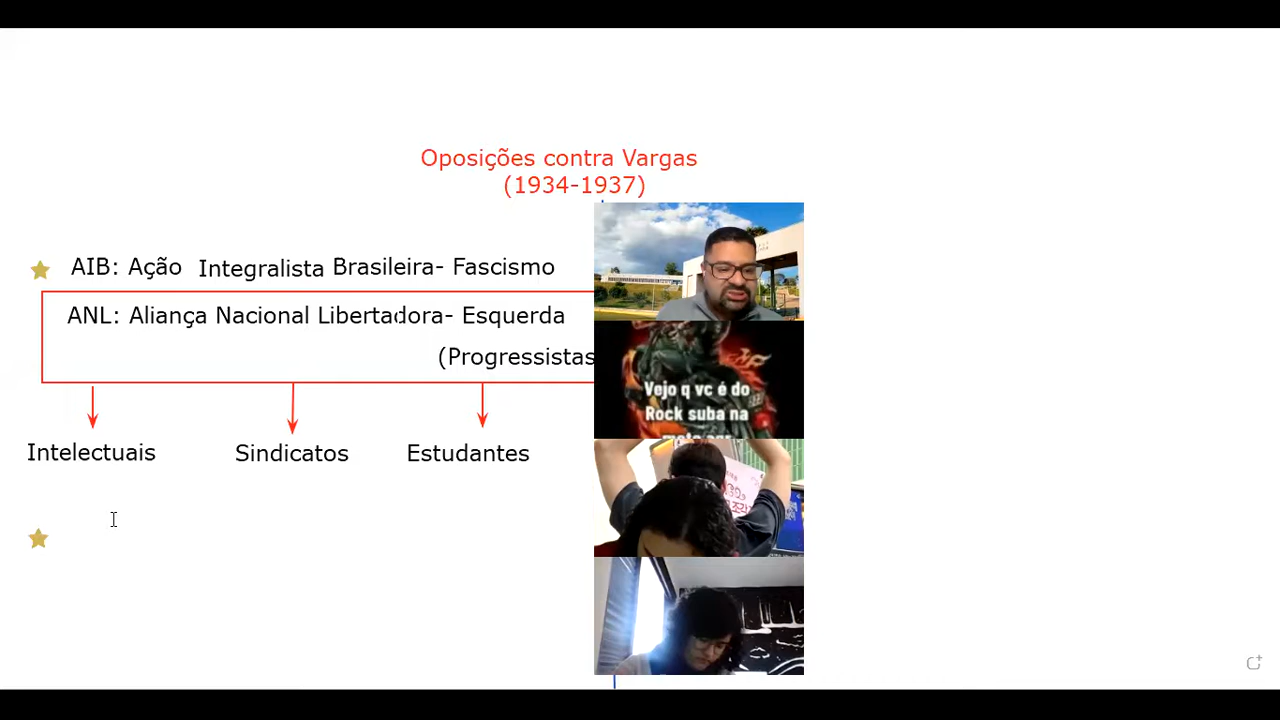 Oposições contra Vargas
(1934-1937)
AIB: Ação Integralista Brasileira- Fascismo
ANL: Aliança Nacional Libertadora- Esquerda
(Progressistas
Intelectuais Sindicatos Estudantes
Vejo q vc é do
Rock suba na